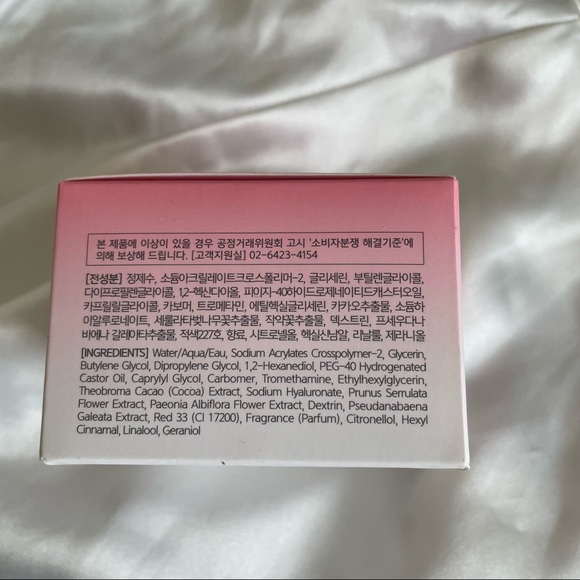 본 제품에 이상이 있을 경우 공정거래위원회 고시 '소비자분쟁 해결기준'에
의해 보상해 드립니다. [고객지원실] 02-6423-4154
[전성분] 정제수, 소듐아크릴레이트크로스폴리머-2, 글리세린, 부틸렌글라이콜,
다이프로필렌글라이콜, 1,2-헥산다이올, 피이지-40하이드로제네이티드캐스터오일,
카프릴릴글라이콜, 카보머, 트로메타민, 에틸헥실글리세린, 카카오추출물, 소듐하
이알루로네이트, 세룰라타벚나무꽃추출물, 작약꽃추출물, 덱스트린, 프세우다나
바에나 갈레아타추출물, 적색227호, 향료, 시트로넬올, 헥실신남알, 리날룰, 제라니올
[INGREDIENTS] Water/Aqua/Eau, Sodium Acrylates Crosspolymer-2, Glycerin,
Butylene Glycol, Dipropylene Glycol, 1,2-Hexanediol, PEG-40 Hydrogenated
Castor Oil, Caprylyl Glycol, Carbomer, Tromethamine, Ethylhexylglycerin,
Theobroma Cacao (Cocoa) Extract, Sodium Hyaluronate, Prunus Serrulata
Flower Extract, Paeonia Albiflora Flower Extract, Dextrin, Pseudanabaena
Galeata Extract, Red 33 (CI 17200), Fragrance (Parfum), Citronellol, Hexyl
Cinnamal, Linalool, Geraniol